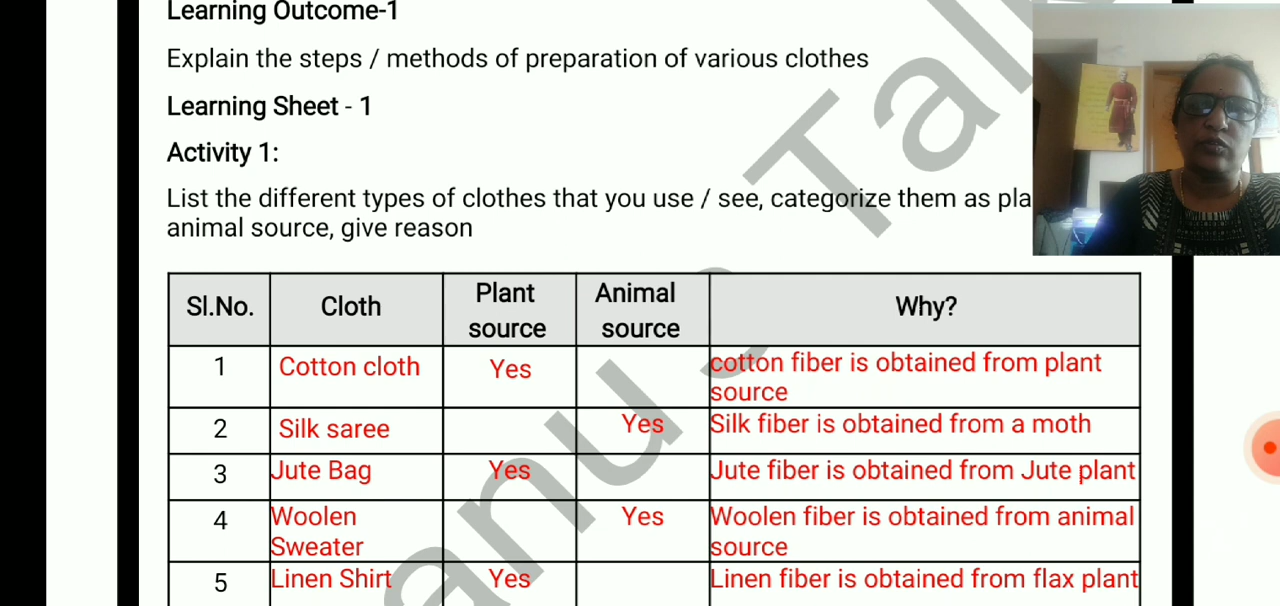 Learning Outcome-1
Explain the steps / methods of preparation of various clothes
Learning Sheet - 1
Activity 1:
List the different types of clothes that you use / see, categorize them as
animal source, give reason
Sl.No. Cloth Plant source Animal source Why?
1 Cotton cloth Yes cotton fiber is obtained from plant
source
2 Silk saree Yes Silk fiber is obtained from a moth
3 Jute Bag Yes Jute fiber is obtained from Jute plant
4 Woolen Sweater Yes Woolen fiber is obtained from animal
source
5 Linen Shirt Yes Linen fiber is obtained from flax plant